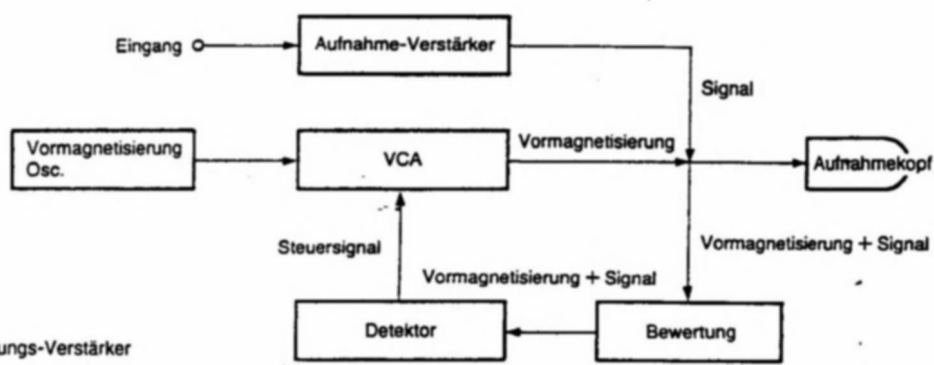 Eingang
Aufnahme-Verstärker
Signal
Vormagnetisierung
Osc.
VCA
Vormagnetisierung
Aufnahmekopf
Steuersignal
Vormagnetisierung + Signal
Vormagnetisierung + Signal
Detektor
Bewertung
ungs-Verstärker